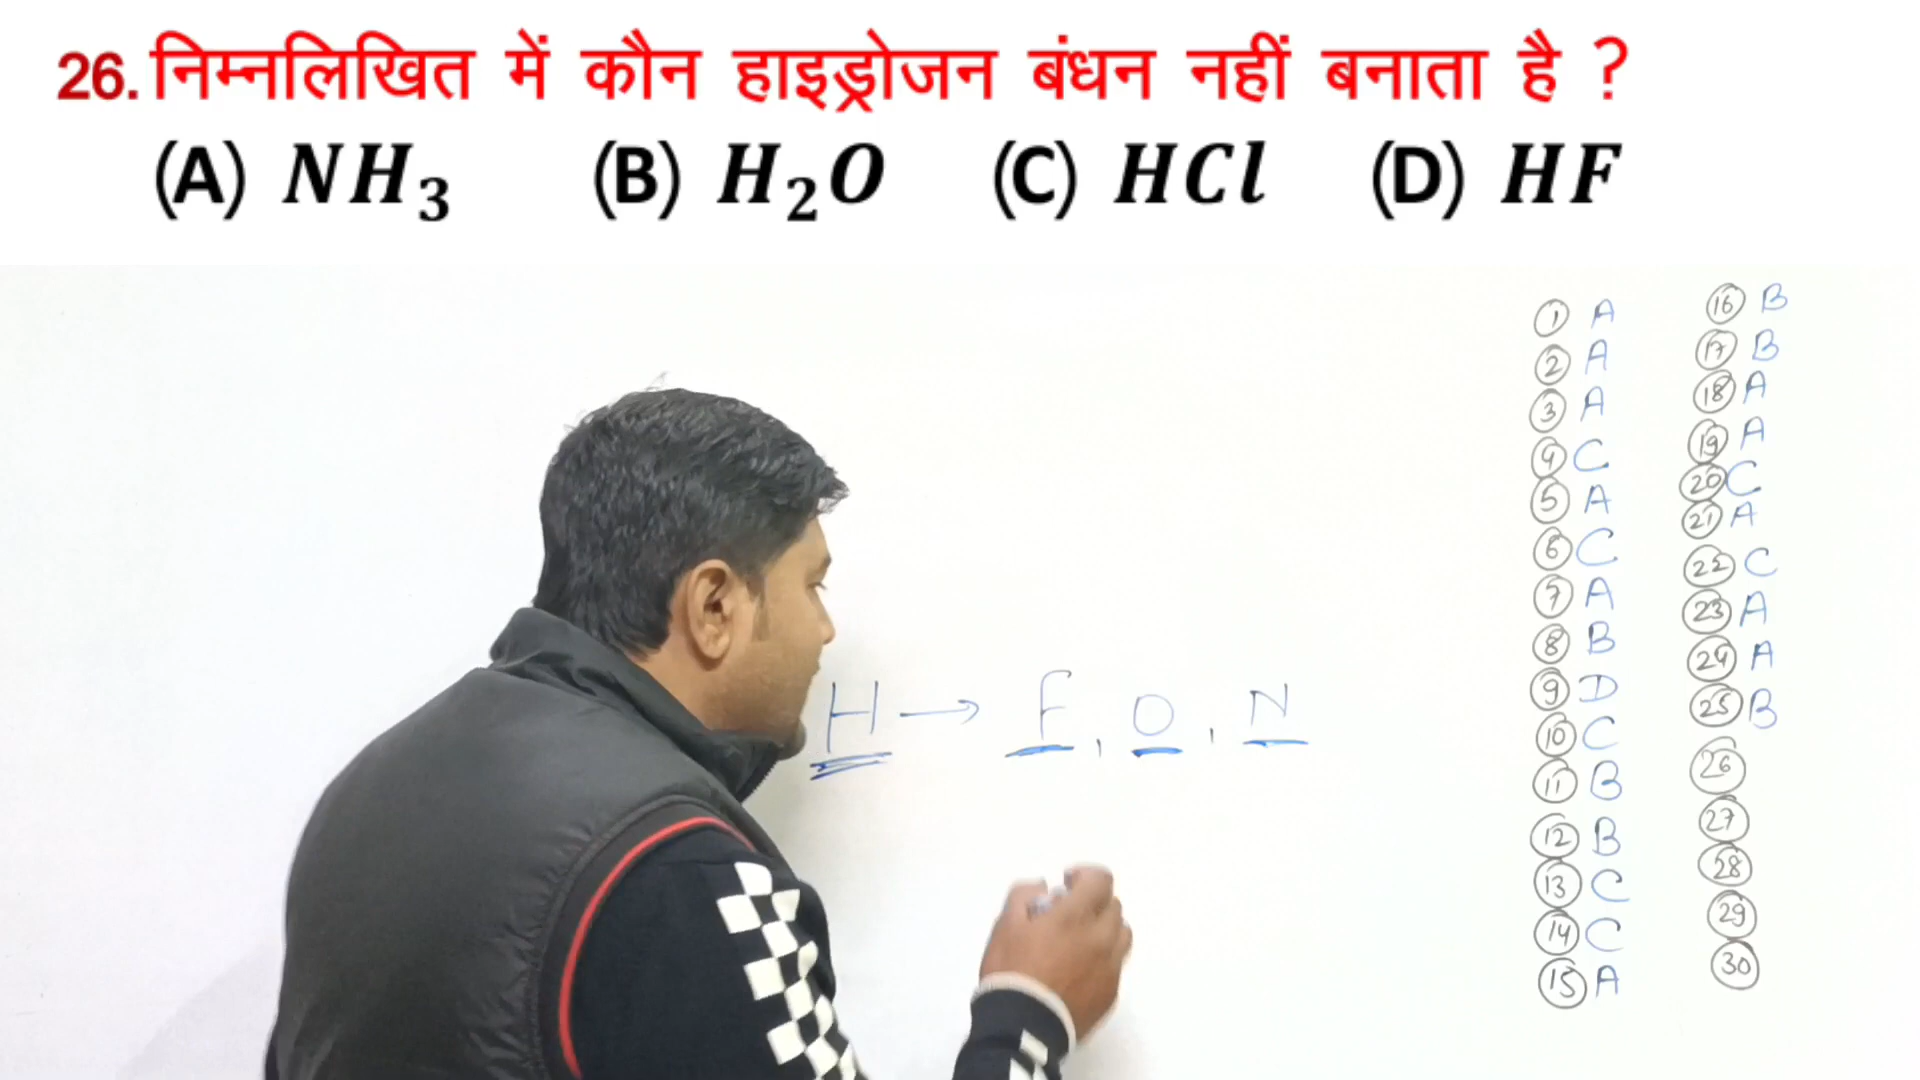 26. निम्नलिखित में कौन हाइड्रोजन बंधन नहीं बनाता है ?
(A) NH₃ (B) H₂O (C) HCl (D) HF
H → F, O, N
1 A
2 A
3 A
4 C
5 A
6 C
7 A
8 B
9 D
10 C
11 B
12 B
13 C
14 C
15 A
16 B
17 B
18 A
19 A
20 C
21 A
22 C
23 A
24 A
25 B
26
27
28
29
30